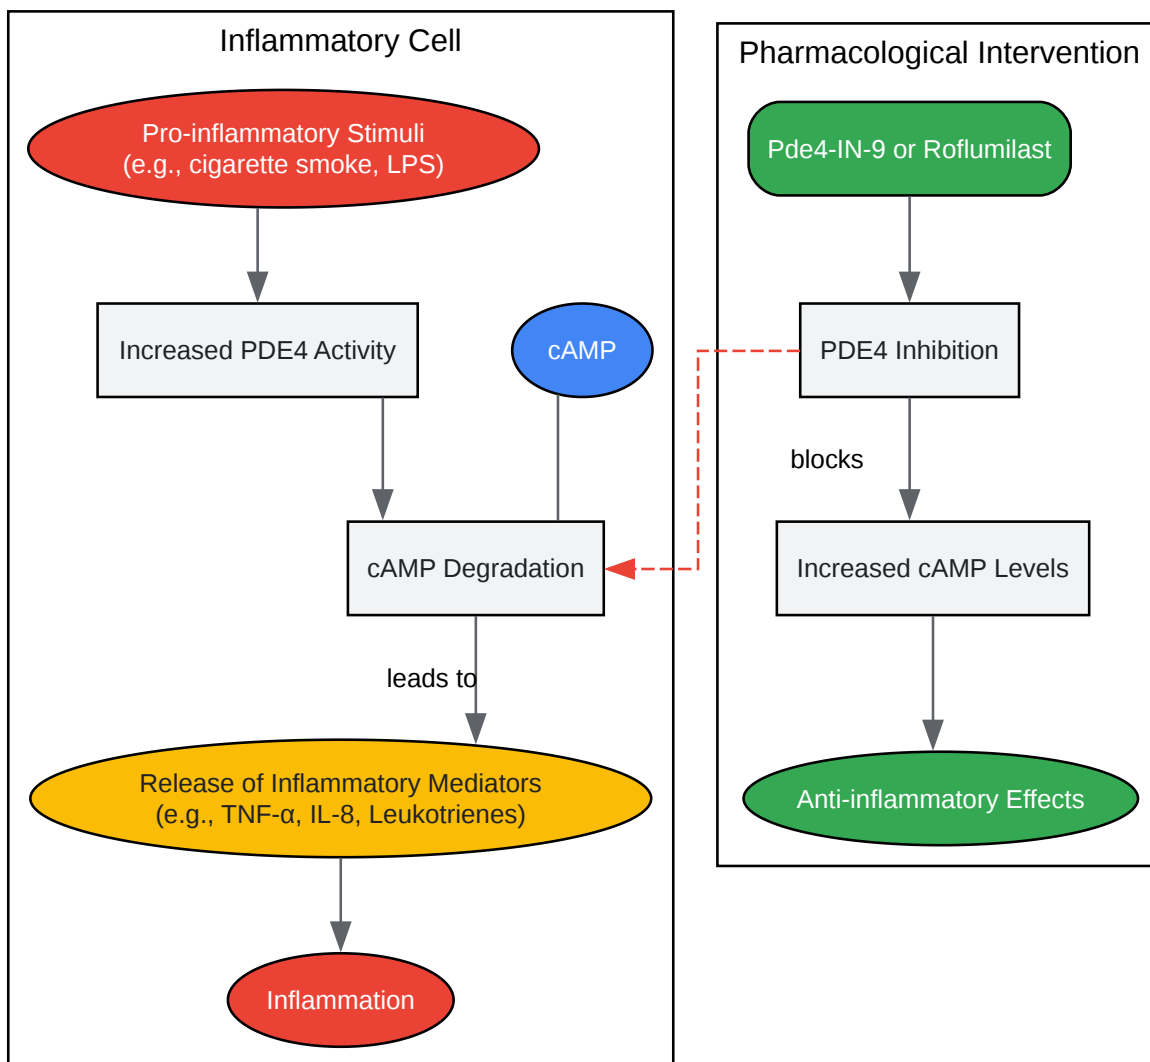 Inflammatory Cell
Pro-inflammatory Stimuli
(e.g., cigarette smoke, LPS)
Increased PDE4 Activity
cAMP
cAMP Degradation
leads to
Release of Inflammatory Mediators
(e.g., TNF-α, IL-8, Leukotrienes)
Inflammation
Pharmacological Intervention
Pde4-IN-9 or Roflumilast
PDE4 Inhibition
blocks
Increased cAMP Levels
Anti-inflammatory Effects